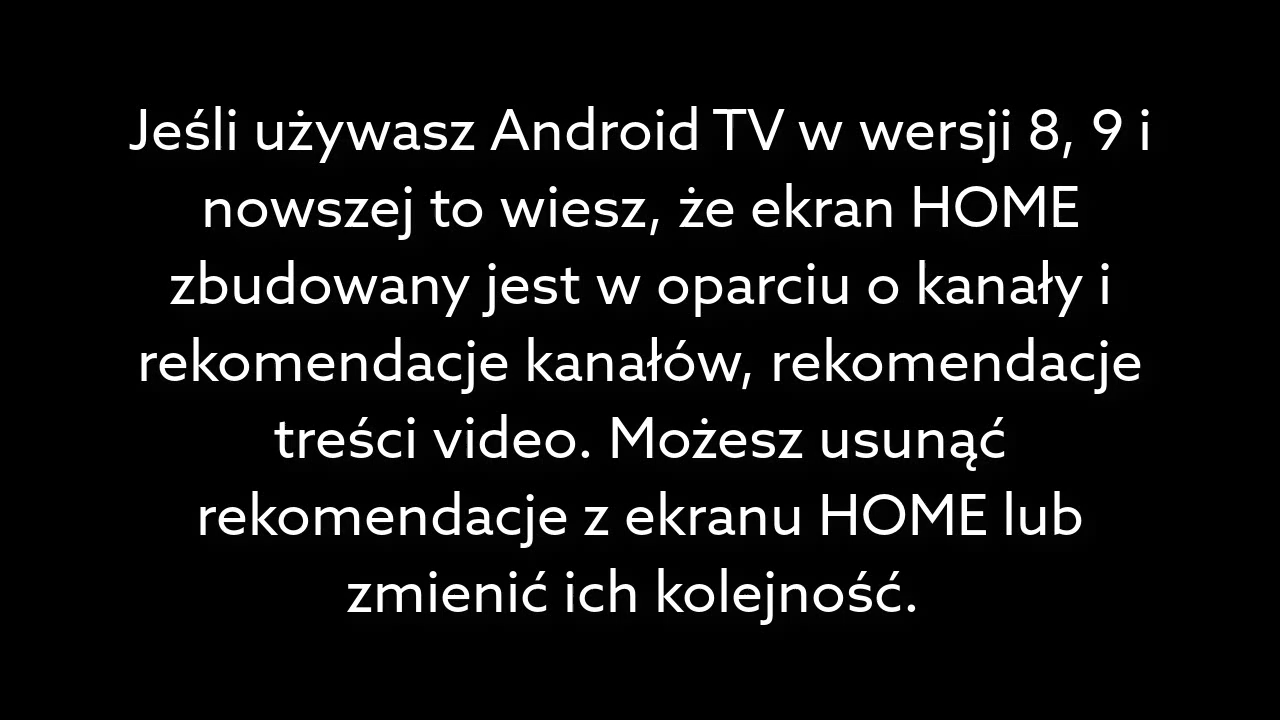 Jeśli używasz Android TV w wersji 8, 9 i
nowszej to wiesz, że ekran HOME
zbudowany jest w oparciu o kanały i
rekomendacje kanałów, rekomendacje
treści video. Możesz usunąć
rekomendacje z ekranu HOME lub
zmienić ich kolejność.